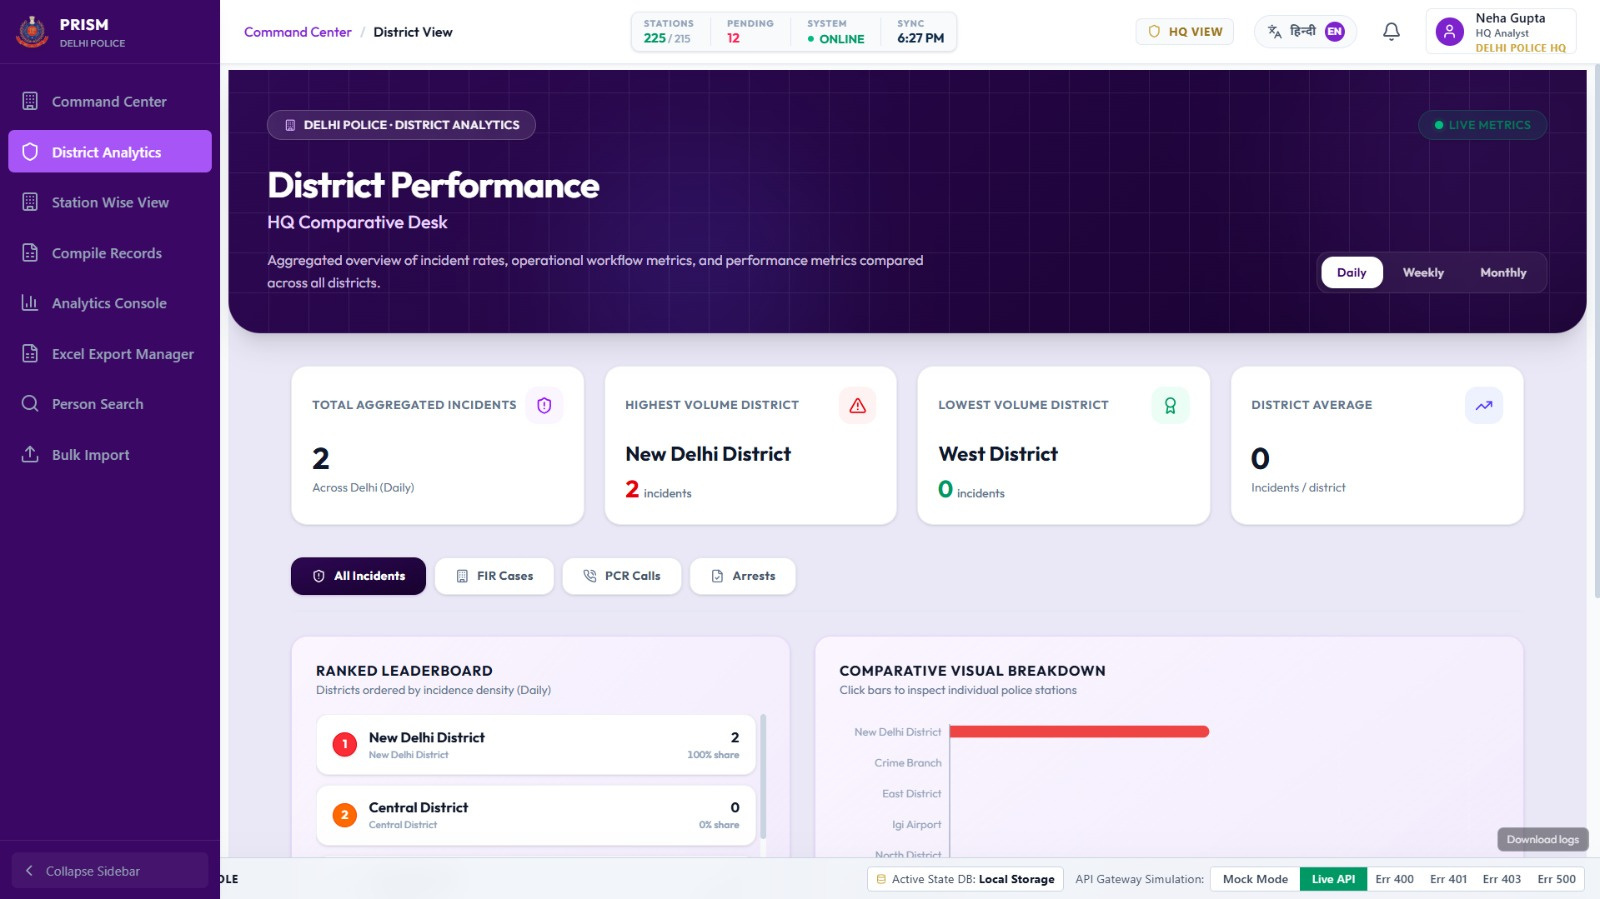 PRISM
DELHI POLICE
Command Center
District Analytics
Station Wise View
Compile Records
Analytics Console
Excel Export Manager
Person Search
Bulk Import
Collapse Sidebar
Command Center / District View
STATIONS
225 / 215
PENDING
12
SYSTEM
ONLINE
SYNC
6:27 PM
HQ VIEW
हिन्दी EN
Neha Gupta
HQ Analyst
DELHI POLICE HQ
DELHI POLICE · DISTRICT ANALYTICS
LIVE METRICS
District Performance
HQ Comparative Desk
Aggregated overview of incident rates, operational workflow metrics, and performance metrics compared
across all districts.
Daily Weekly Monthly
TOTAL AGGREGATED INCIDENTS
2
Across Delhi (Daily)
HIGHEST VOLUME DISTRICT
New Delhi District
2 incidents
LOWEST VOLUME DISTRICT
West District
0 incidents
DISTRICT AVERAGE
0
Incidents / district
All Incidents FIR Cases PCR Calls Arrests
RANKED LEADERBOARD
Districts ordered by incidence density (Daily)
1 New Delhi District 2
New Delhi District 100% share
2 Central District 0
Central District 0% share
COMPARATIVE VISUAL BREAKDOWN
Click bars to inspect individual police stations
New Delhi District
Crime Branch
East District
Igi Airport
North District
Download logs
OLE
Active State DB: Local Storage
API Gateway Simulation: Mock Mode Live API Err 400 Err 401 Err 403 Err 500